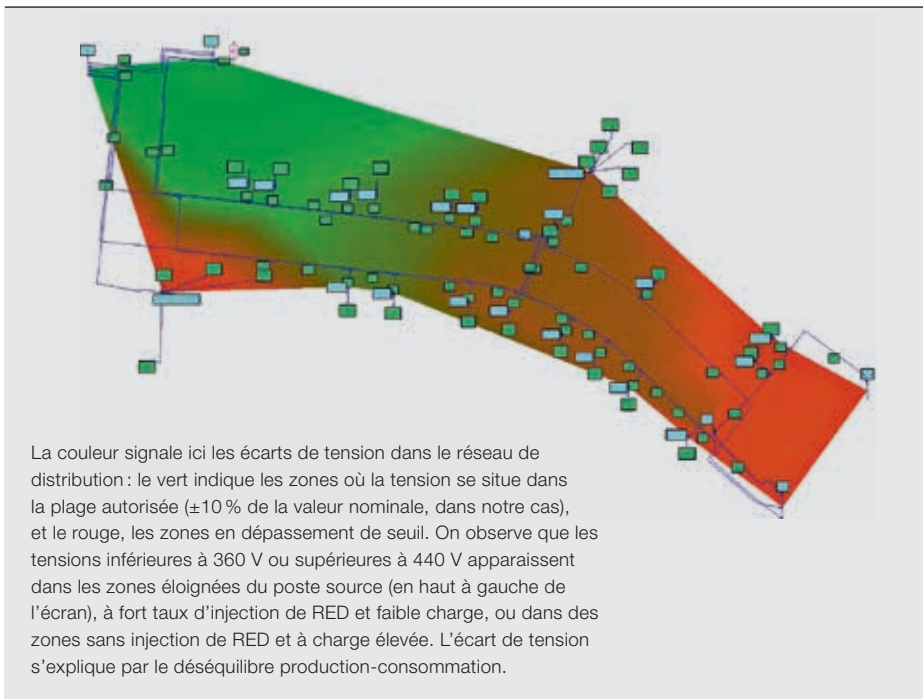 La couleur signale ici les écarts de tension dans le réseau de
distribution : le vert indique les zones où la tension se situe dans
la plage autorisée (±10 % de la valeur nominale, dans notre cas),
et le rouge, les zones en dépassement de seuil. On observe que les
tensions inférieures à 360 V ou supérieures à 440 V apparaissent
dans les zones éloignées du poste source (en haut à gauche de
l’écran), à fort taux d’injection de RED et faible charge, ou dans des
zones sans injection de RED et à charge élevée. L’écart de tension
s’explique par le déséquilibre production-consommation.